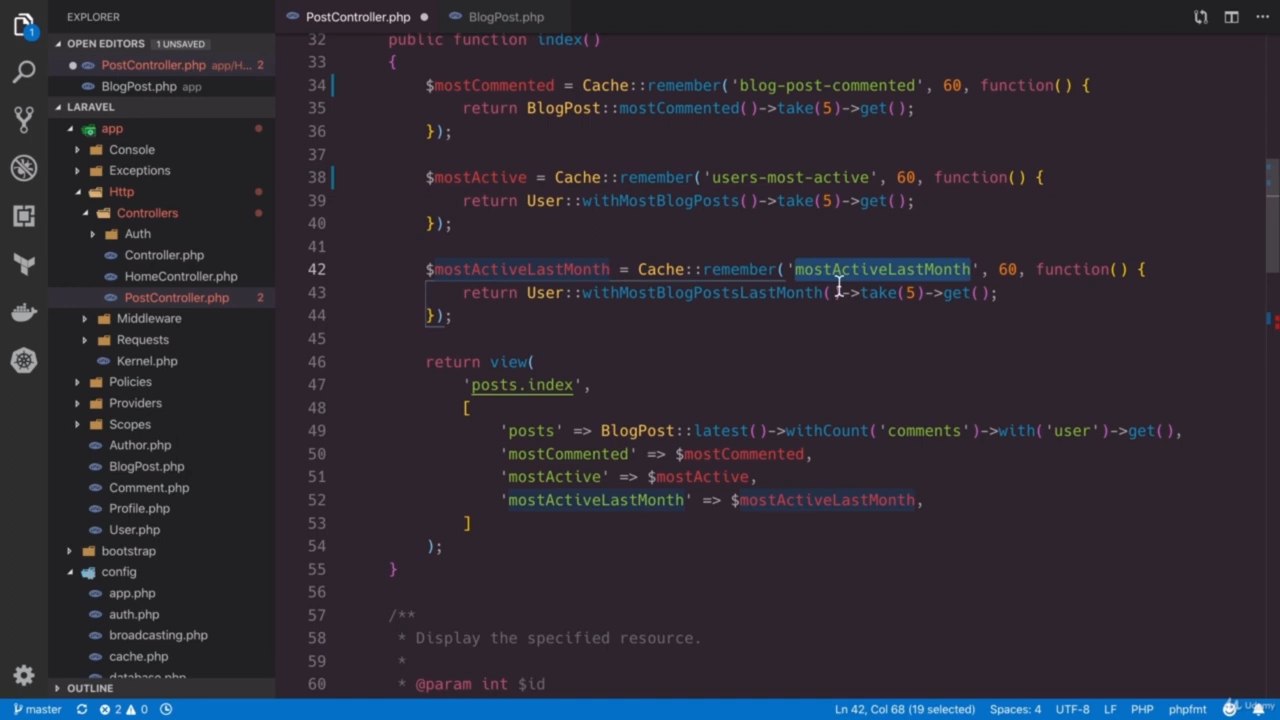 EXPLORER
OPEN EDITORS 1 UNSAVED
PostController.php app/H... 2
BlogPost.php app
LARAVEL
app
Console
Exceptions
Http
Controllers
Auth
Controller.php
HomeController.php
PostController.php 2
Middleware
Requests
Kernel.php
Policies
Providers
Scopes
Author.php
BlogPost.php
Comment.php
Profile.php
User.php
bootstrap
config
app.php
auth.php
broadcasting.php
cache.php
database.php
OUTLINE
1
PostController.php
BlogPost.php
32 public function index()
33 {
34 $mostCommented = Cache::remember('blog-post-commented', 60, function() {
35 return BlogPost::mostCommented()->take(5)->get();
36 });
37
38 $mostActive = Cache::remember('users-most-active', 60, function() {
39 return User::withMostBlogPosts()->take(5)->get();
40 });
41
42 $mostActiveLastMonth = Cache::remember('mostActiveLastMonth', 60, function() {
43 return User::withMostBlogPostsLastMonth()->take(5)->get();
44 });
45
46 return view(
47 'posts.index',
48 [
49 'posts' => BlogPost::latest()->withCount('comments')->with('user')->get(),
50 'mostCommented' => $mostCommented,
51 'mostActive' => $mostActive,
52 'mostActiveLastMonth' => $mostActiveLastMonth,
53 ]
54 );
55 }
56
57 /**
58 * Display the specified resource.
59 *
60 * @param int $id
master 2 0 Ln 42, Col 68 (19 selected) Spaces: 4 UTF-8 LF PHP phpfmt
Udemy